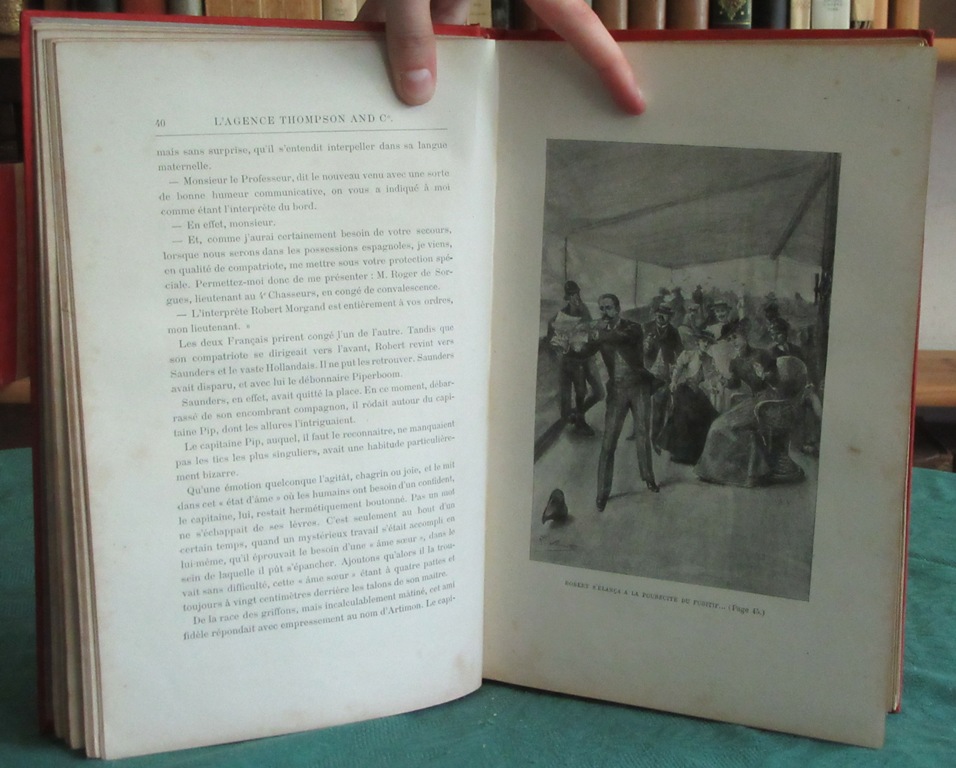 40
L'AGENCE THOMPSON AND Cº.
mais sans surprise, qu'il s'entendit interpeller dans sa langue
maternelle.
— Monsieur le Professeur, dit le nouveau venu avec une sorte
de bonne humeur communicative, on vous a indiqué à moi
comme étant l'interprète du bord.
— En effet, monsieur.
— Et, comme j'aurai certainement besoin de votre secours,
lorsque nous serons dans les possessions espagnoles, je viens,
en qualité de compatriote, me mettre sous votre protection spé-
ciale. Permettez-moi donc de me présenter : M. Roger de Sor-
gues, lieutenant au 4e Chasseurs, en congé de convalescence.
— L'interprète Robert Morgand est entièrement à vos ordres,
mon lieutenant. »
Les deux Français prirent congé l'un de l'autre. Tandis que
son compatriote se dirigeait vers l'avant, Robert revint vers
Saunders et le vaste Hollandais. Il ne put les retrouver. Saunders
avait disparu, et avec lui le débonnaire Piperboom.
Saunders, en effet, avait quitté la place. En ce moment, débar-
rassé de son encombrant compagnon, il rôdait autour du capi-
taine Pip, dont les allures l'intriguaient.
Le capitaine Pip, auquel, il faut le reconnaître, ne manquaient
pas les tics les plus singuliers, avait une habitude particulière-
ment bizarre.
Qu'une émotion quelconque l'agitât, chagrin ou joie, et le mît
dans cet « état d'âme » où les humains ont besoin d'un confident,
le capitaine, lui, restait hermétiquement boutonné. Pas un mot
ne s'échappait de ses lèvres. C'est seulement au bout d'un
certain temps, quand un mystérieux travail s'était accompli en
lui-même, qu'il éprouvait le besoin d'une « âme sœur », dans le
sein de laquelle il pût s'épancher. Ajoutons qu'alors il la trou-
vait sans difficulté, cette « âme sœur » étant à quatre pattes et
toujours à vingt centimètres derrière les talons de son maître.
De la race des griffons, mais incalculablement mâtiné, cet ami
fidèle répondait avec empressement au nom d'Artimon. Le capi-
ROBERT S'ÉLANÇA A LA POURSUITE DU FUGITIF... (Page 45.)